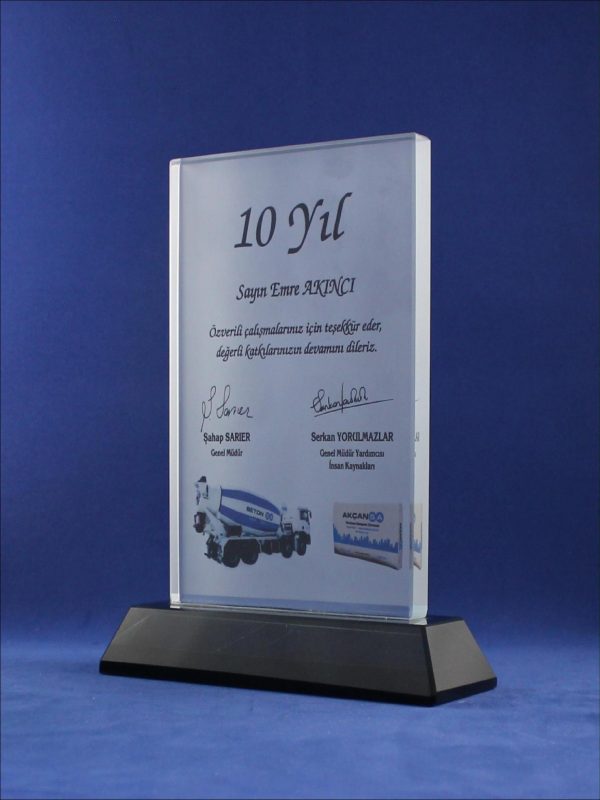 10 Yıl
Sayın Emre AKINCI
Özverili çalışmalarınız için teşekkür eder,
değerli katkılarınızın devamını dileriz.
Şahap SARIER
Genel Müdür
Serkan YORULMAZLAR
Genel Müdür Yardımcısı
İnsan Kaynakları
BETON SA
AKÇANSA